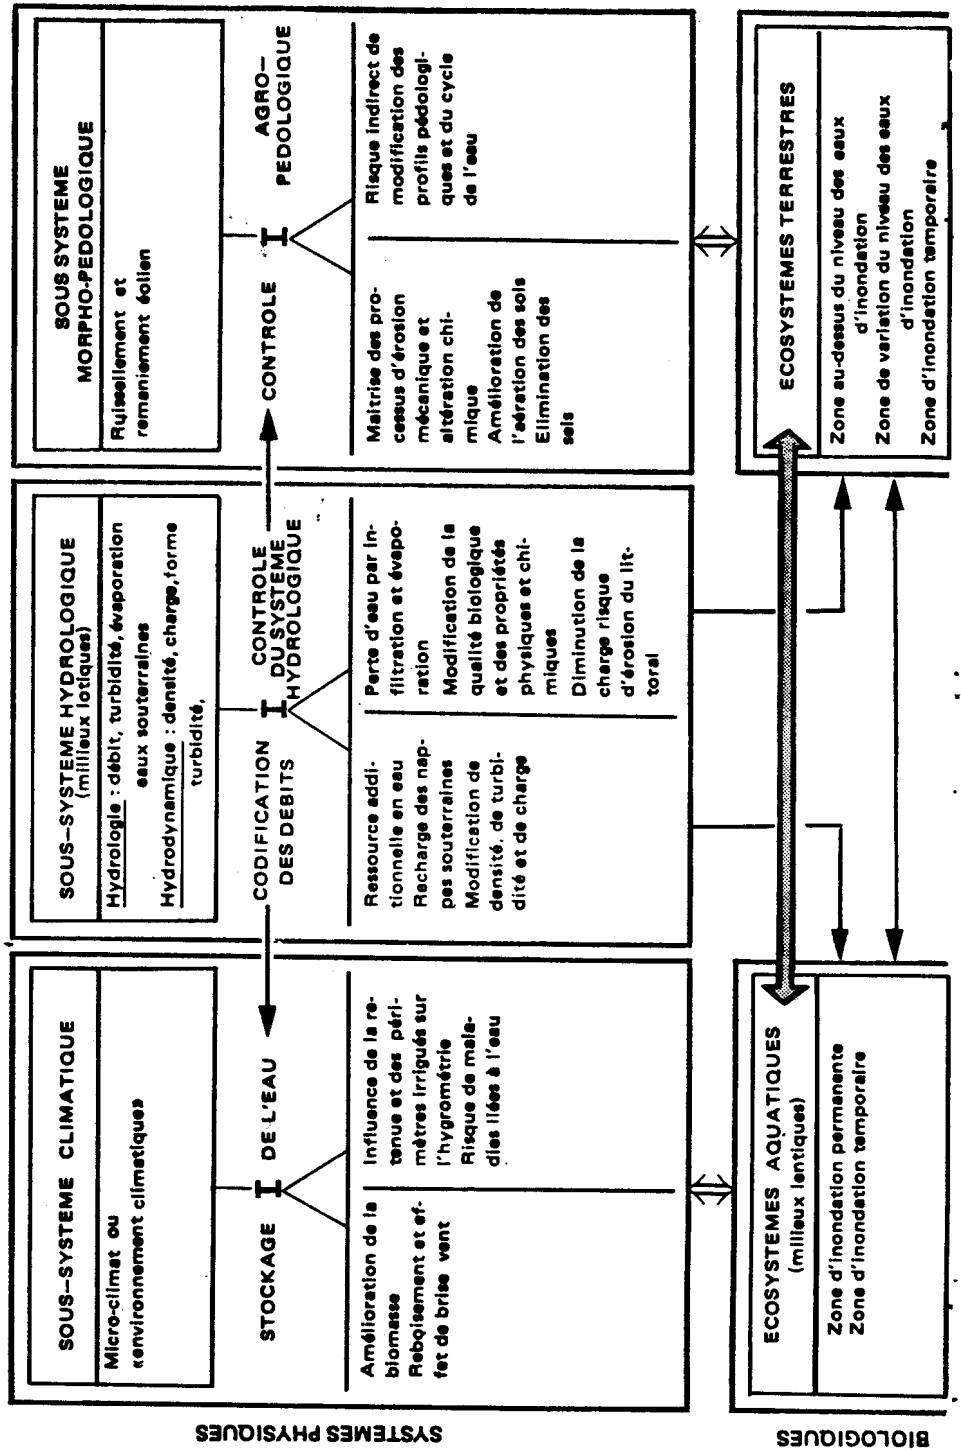 SYSTEMES PHYSIQUES
SOUS-SYSTEME CLIMATIQUE
Micro-climat ou
«environnement climatique»
STOCKAGE DE L'EAU
Amélioration de la
biomasse
Reboisement et ef-
fet de brise vent
Influence de la re-
tenue et des péri-
mètres irrigués sur
l'hygrométrie
Risque de mala-
dies liées à l'eau
SOUS-SYSTEME HYDROLOGIQUE
(milieux lotiques)
Hydrologie : débit, turbidité, évaporation
eaux souterraines
Hydrodynamique : densité, charge, forme
turbidité,
CODIFICATION
DES DEBITS
CONTROLE
DU SYSTEME
HYDROLOGIQUE
Ressource addi-
tionnelle en eau
Recharge des nap-
pes souterraines
Modification de
densité, de turbi-
dité et de charge
Perte d'eau par in-
filtration et évapo-
ration
Modification de la
qualité biologique
et des propriétés
physiques et chi-
miques
Diminution de la
charge risque
d'érosion du lit-
toral
SOUS SYSTEME
MORPHO-PEDOLOGIQUE
Ruissellement et
remaniement éolien
CONTROLE
AGRO-
PEDOLOGIQUE
Maitrise des pro-
cessus d'érosion
mécanique et
altération chi-
mique
Amélioration de
l'aération des sols
Elimination des
sels
Risque indirect de
modification des
profils pédologi-
ques et du cycle
de l'eau
BIOLOGIQUES
ECOSYSTEMES AQUATIQUES
(milieux lentiques)
Zone d'inondation permanente
Zone d'inondation temporaire
ECOSYSTEMES TERRESTRES
Zone au-dessus du niveau des eaux
d'inondation
Zone de variation du niveau des eaux
d'inondation
Zone d'inondation temporaire